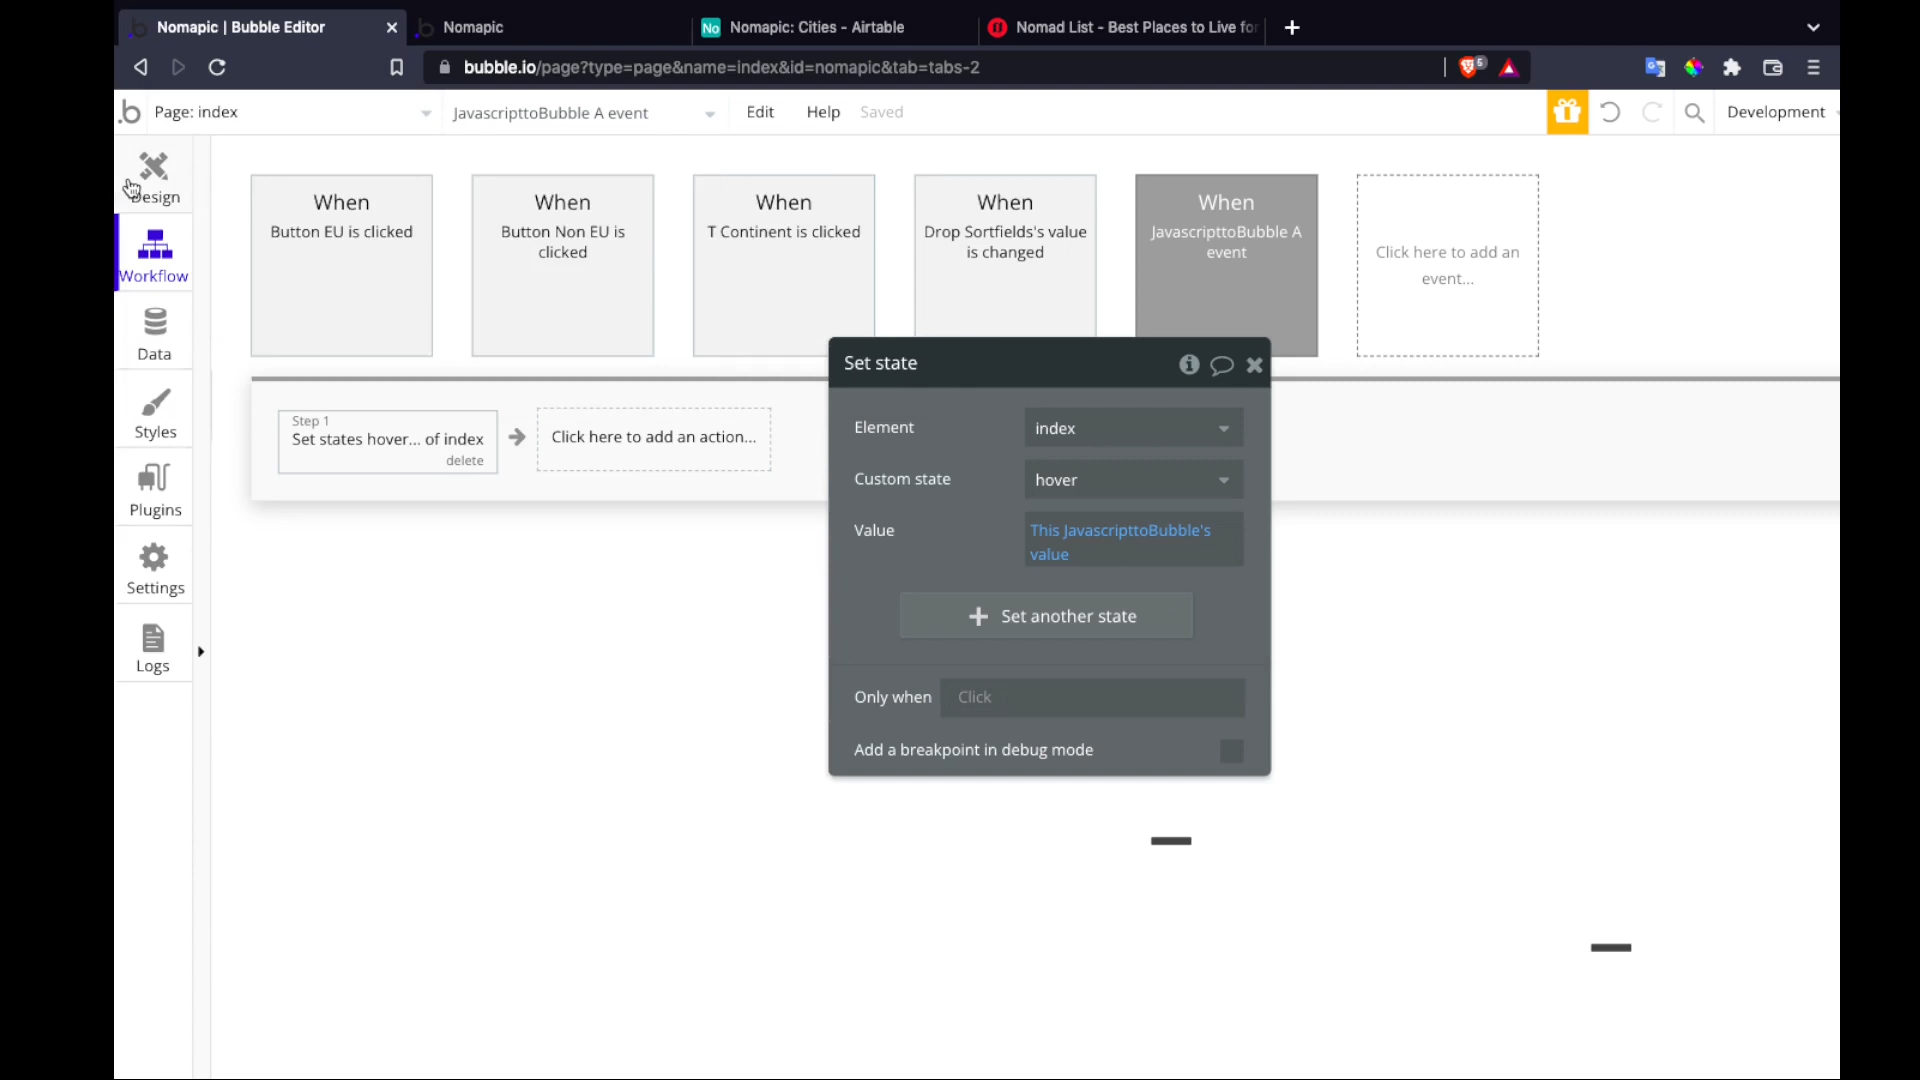 Nomapic | Bubble Editor
Nomapic
No Nomapic: Cities - Airtable
Nomad List - Best Places to Live for
bubble.io/page?type=page&name=index&id=nomapic&tab=tabs-2
5
.b Page: index
JavascripttoBubble A event
Edit
Help
Saved
Development
Design
Workflow
Data
Styles
Plugins
Settings
Logs
When
Button EU is clicked
When
Button Non EU is
clicked
When
T Continent is clicked
When
Drop Sortfields's value
is changed
When
JavascripttoBubble A
event
Click here to add an
event...
Step 1
Set states hover... of index
delete
Click here to add an action...
Set state
Element
index
Custom state
hover
Value
This JavascripttoBubble's
value
Set another state
Only when
Click
Add a breakpoint in debug mode